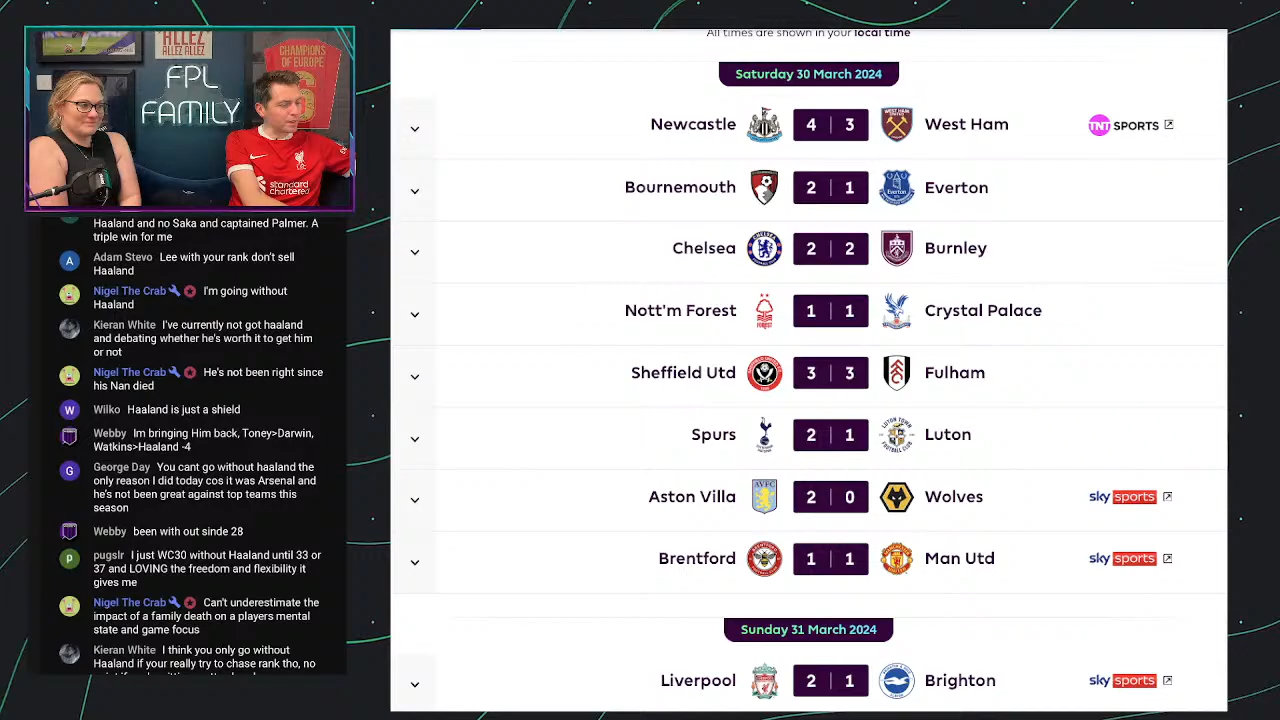 ALLEZ
ALLEZ ALLEZ
FPL
FAMILY
CHAMPIONS
OF EUROPE
6
standard
chartered
Haaland and no Saka and captained Palmer. A
triple win for me
A Adam Stevo Lee with your rank don't sell
Haaland
Nigel The Crab I'm going without
Haaland
Kieran White I've currently not got haaland
and debating whether he's worth it to get him
or not
Nigel The Crab He's not been right since
his Nan died
W Wilko Haaland is just a shield
Webby Im bringing Him back, Toney>Darwin,
Watkins>Haaland -4
G George Day You cant go without haaland the
only reason I did today cos it was Arsenal and
he's not been great against top teams this
season
Webby been with out sinde 28
p pugslr I just WC30 without Haaland until 33 or
37 and LOVING the freedom and flexibility it
gives me
Nigel The Crab Can't underestimate the
impact of a family death on a players mental
state and game focus
Kieran White I think you only go without
Haaland if your really try to chase rank tho, no
All times are shown in your local time
Saturday 30 March 2024
Newcastle 4 | 3 West Ham TNT SPORTS
Bournemouth 2 | 1 Everton
Chelsea 2 | 2 Burnley
Nott'm Forest 1 | 1 Crystal Palace
Sheffield Utd 3 | 3 Fulham
Spurs 2 | 1 Luton
Aston Villa 2 | 0 Wolves sky sports
Brentford 1 | 1 Man Utd sky sports
Sunday 31 March 2024
Liverpool 2 | 1 Brighton sky sports